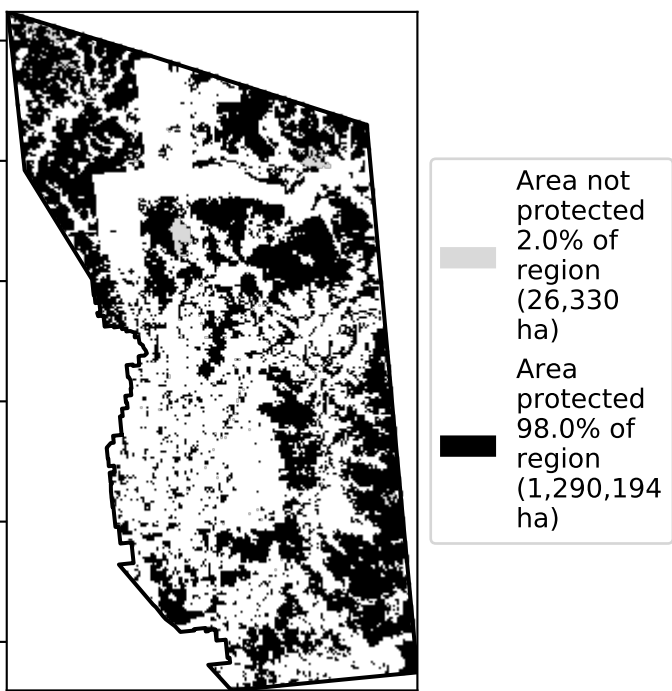 Area not
protected
2.0% of
region
(26,330
ha)
Area
protected
98.0% of
region
(1,290,194
ha)